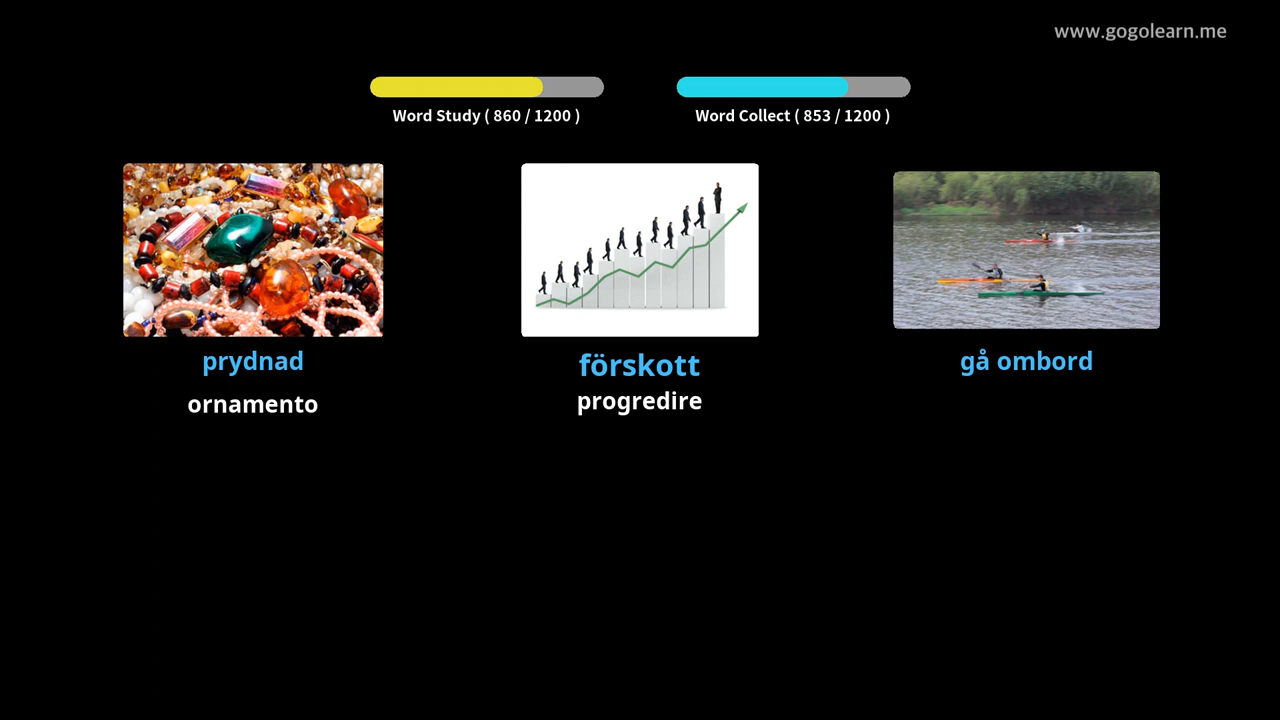 www.gogolearn.me
Word Study ( 860 / 1200 )
Word Collect ( 853 / 1200 )
prydnad
ornamento
förskott
progredire
gå ombord